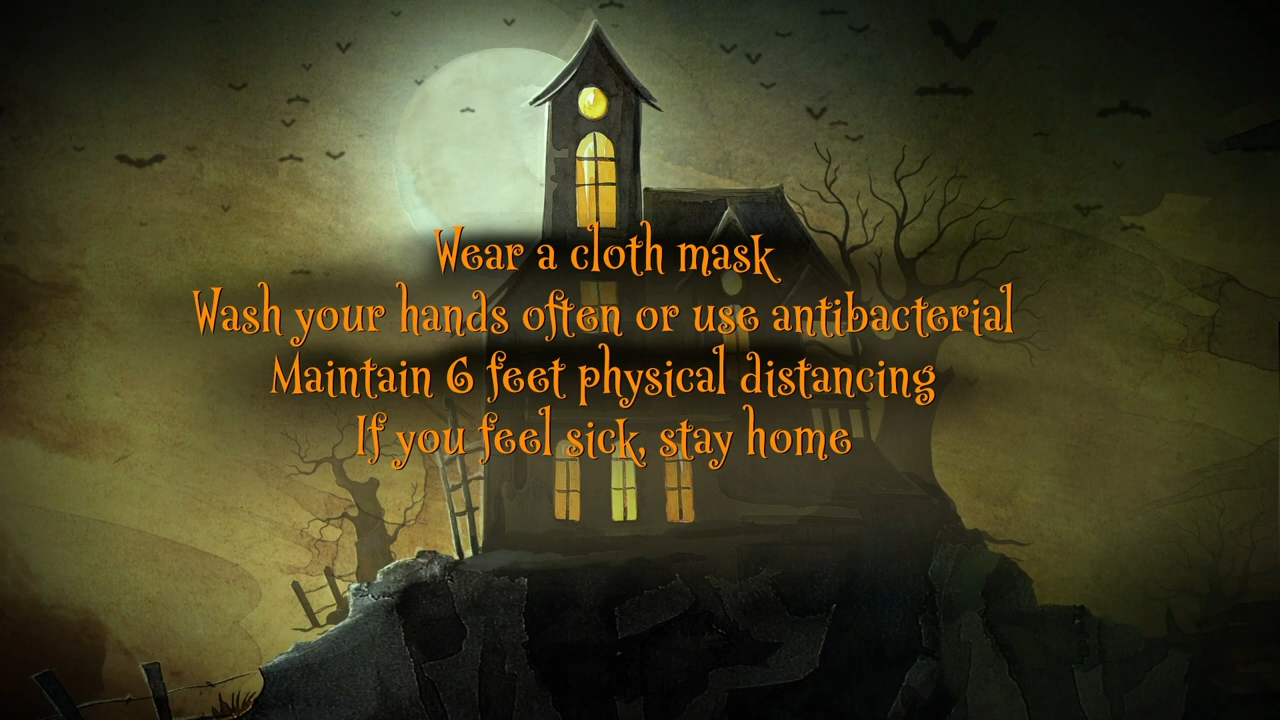 Wear a cloth mask
Wash your hands often or use antibacterial
Maintain 6 feet physical distancing
If you feel sick, stay home